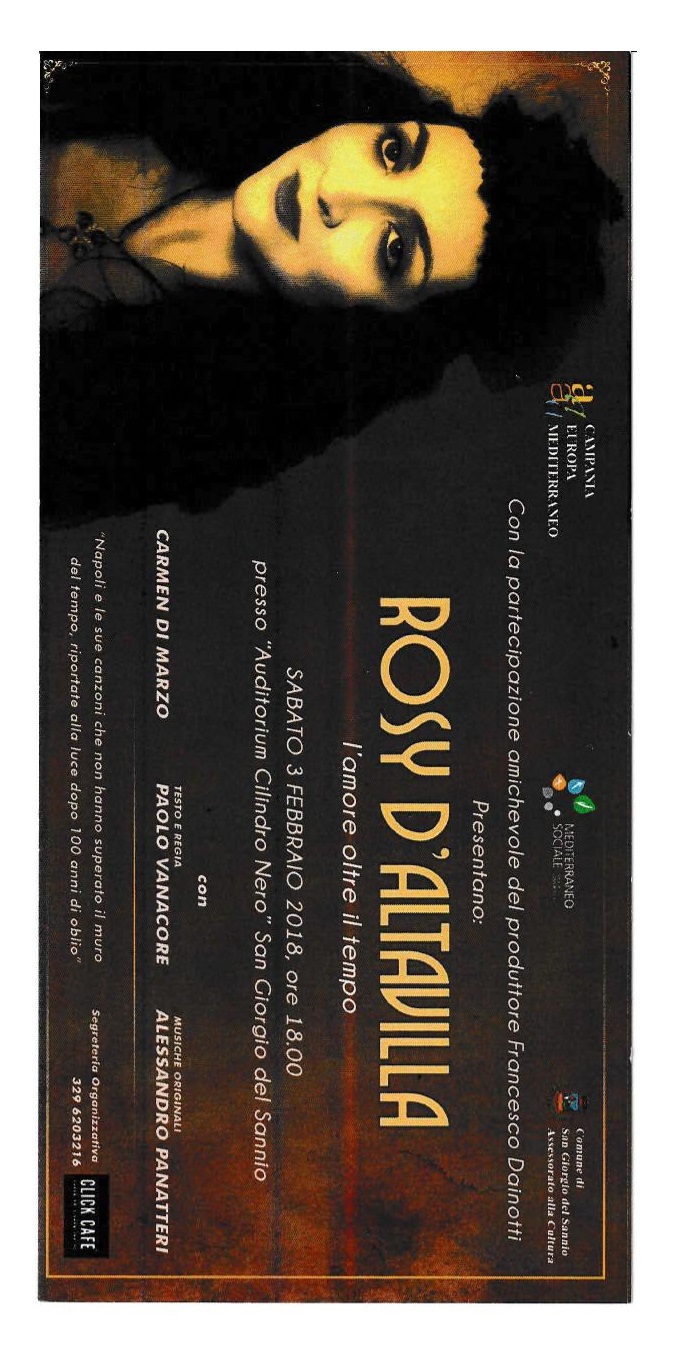 CAMPANIA
EUROPA
MEDITERRANEO
MEDITERRANEO
SOCIALE
Comune di
San Giorgio del Sannio
Assessorato alla Cultura
Con la partecipazione amichevole del produttore Francesco Dainotti
Presentano:
ROSY D'ALTAVILLA
l'amore oltre il tempo
SABATO 3 FEBBRAIO 2018, ore 18.00
presso "Auditorium Cilindro Nero" San Giorgio del Sannio
con
CARMEN DI MARZO
TESTO E REGIA
PAOLO VANACORE
MUSICHE ORIGINALI
ALESSANDRO PANATTERI
"Napoli e le sue canzoni che non hanno superato il muro
del tempo, riportate alla luce dopo 100 anni di oblio"
Segreteria Organizzativa
329 6203216
CLICK CAFE'